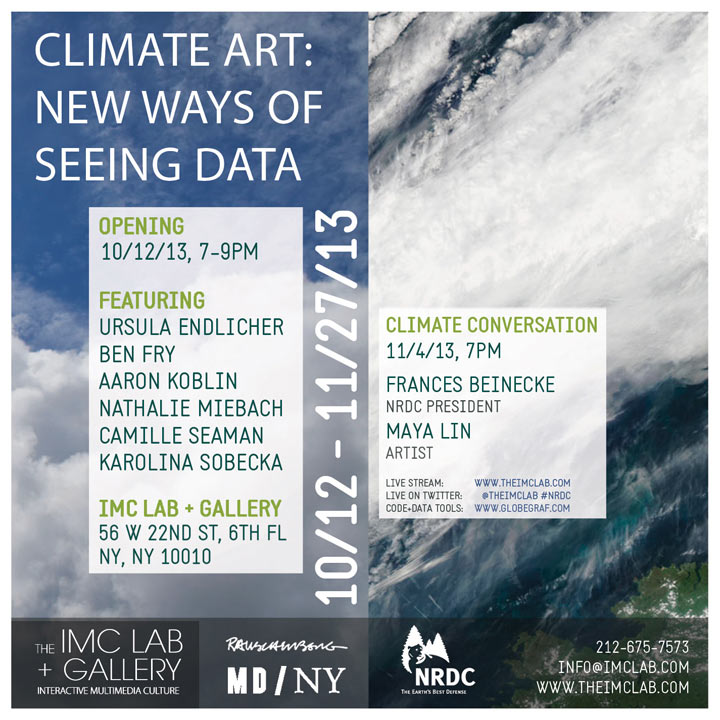 CLIMATE ART:
NEW WAYS OF
SEEING DATA
OPENING
10/12/13, 7-9PM
FEATURING
URSULA ENDLICHER
BEN FRY
AARON KOBLIN
NATHALIE MIEBACH
CAMILLE SEAMAN
KAROLINA SOBECKA
IMC LAB + GALLERY
56 W 22ND ST, 6TH FL
NY, NY 10010
10/12 - 11/27/13
CLIMATE CONVERSATION
11/4/13, 7PM
FRANCES BEINECKE
NRDC PRESIDENT
MAYA LIN
ARTIST
LIVE STREAM: WWW.THEIMCLAB.COM
LIVE ON TWITTER: @THEIMCLAB #NRDC
CODE+DATA TOOLS: WWW.GLOBEGRAF.COM
THE IMC LAB
+ GALLERY
INTERACTIVE MULTIMEDIA CULTURE
RAUSCHENBERG
MD/NY
NRDC
THE EARTH'S BEST DEFENSE
212-675-7573
INFO@IMCLAB.COM
WWW.THEIMCLAB.COM